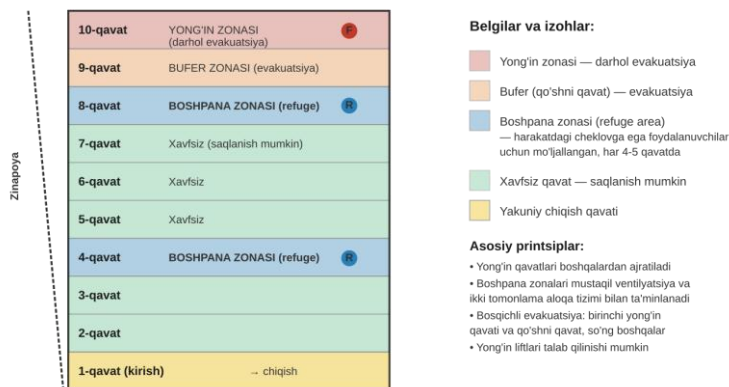 10-qavat YONG'IN ZONASI F
(darhol evakuatsiya)
9-qavat BUFER ZONASI (evakuatsiya)
8-qavat BOSHPANA ZONASI (refuge) R
7-qavat Xavfsiz (saqlanish mumkin)
6-qavat Xavfsiz
5-qavat Xavfsiz
4-qavat BOSHPANA ZONASI (refuge) R
3-qavat
2-qavat
1-qavat (kirish) → chiqish
Zinapoya
Belgilar va izohlar:
Yong'in zonasi — darhol evakuatsiya
Bufer (qo'shni qavat) — evakuatsiya
Boshpana zonasi (refuge area)
— harakatdagi cheklovga ega foydalanuvchilar
uchun mo'ljallangan, har 4-5 qavatda
Xavfsiz qavat — saqlanish mumkin
Yakuniy chiqish qavati
Asosiy printsiplar:
• Yong'in qavatlari boshqalardan ajratiladi
• Boshpana zonalari mustaqil ventilyatsiya va
ikki tomonlama aloqa tizimi bilan ta'minlanadi
• Bosqichli evakuatsiya: birinchi yong'in
qavati va qo'shni qavat, so'ng boshqalar
• Yong'in liftlari talab qilinishi mumkin